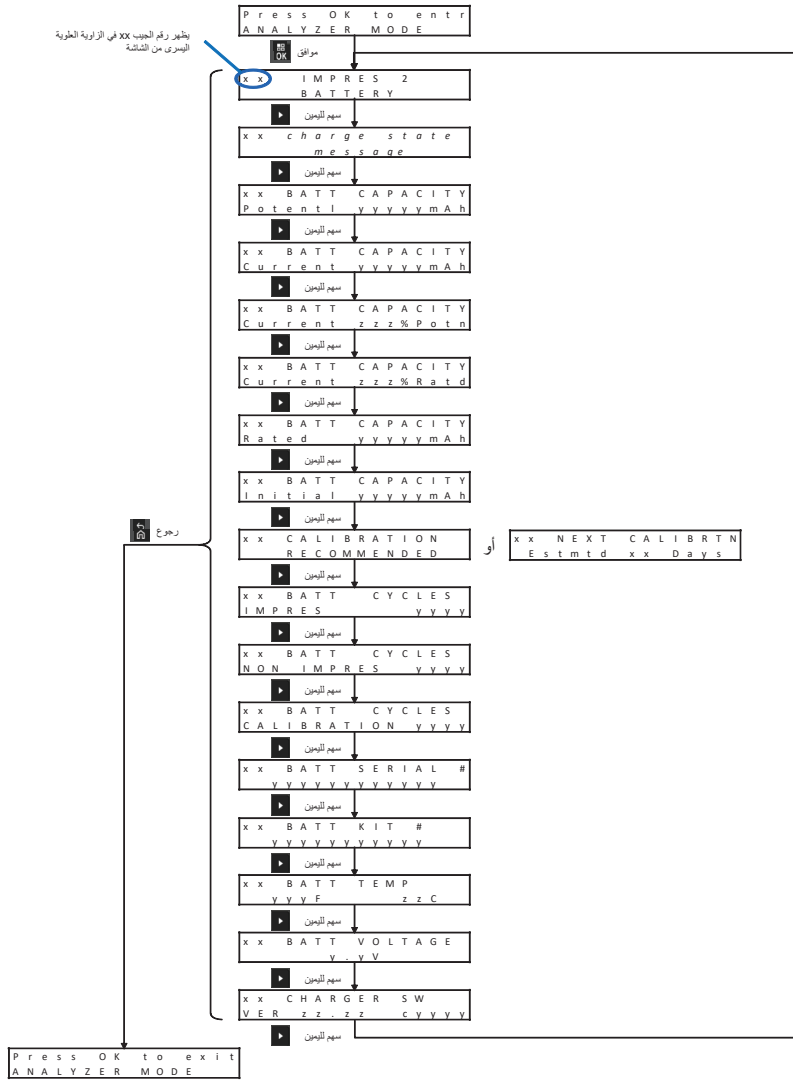 Press OK to entr
ANALYZER MODE
موافق OK
يظهر رقم الجيب xx في الزاوية العلوية
اليسرى من الشاشة
xx IMPRES 2
BATTERY
سهم لليمين
xx charge state
message
سهم لليمين
xx BATT CAPACITY
Potentl yyyyymAh
سهم لليمين
xx BATT CAPACITY
Current yyyyymAh
سهم لليمين
xx BATT CAPACITY
Current zzz%Potn
سهم لليمين
xx BATT CAPACITY
Current zzz%Ratd
سهم لليمين
xx BATT CAPACITY
Rated yyyyymAh
سهم لليمين
xx BATT CAPACITY
Initial yyyyymAh
سهم لليمين
رجوع
xx CALIBRATION
RECOMMENDED
أو
xx NEXT CALIBRTN
Estmtd xx Days
سهم لليمين
xx BATT CYCLES
IMPRES yyyy
سهم لليمين
xx BATT CYCLES
NON IMPRES yyyy
سهم لليمين
xx BATT CYCLES
CALIBRATION yyyy
سهم لليمين
xx BATT SERIAL #
yyyyyyyyyyyy
سهم لليمين
xx BATT KIT #
yyyyyyyyyyy
سهم لليمين
xx BATT TEMP
yyyF zzC
سهم لليمين
xx BATT VOLTAGE
y.yV
سهم لليمين
xx CHARGER SW
VER zz.zz cyyyy
سهم لليمين
Press OK to exit
ANALYZER MODE